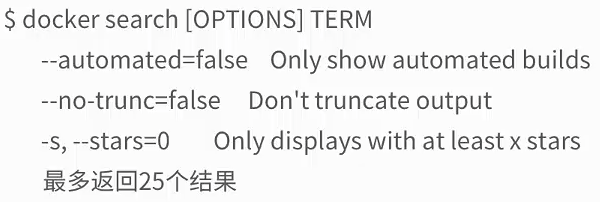 $ docker search [OPTIONS] TERM
--automated=false Only show automated builds
--no-trunc=false Don't truncate output
-s, --stars=0 Only displays with at least x stars
最多返回25个结果